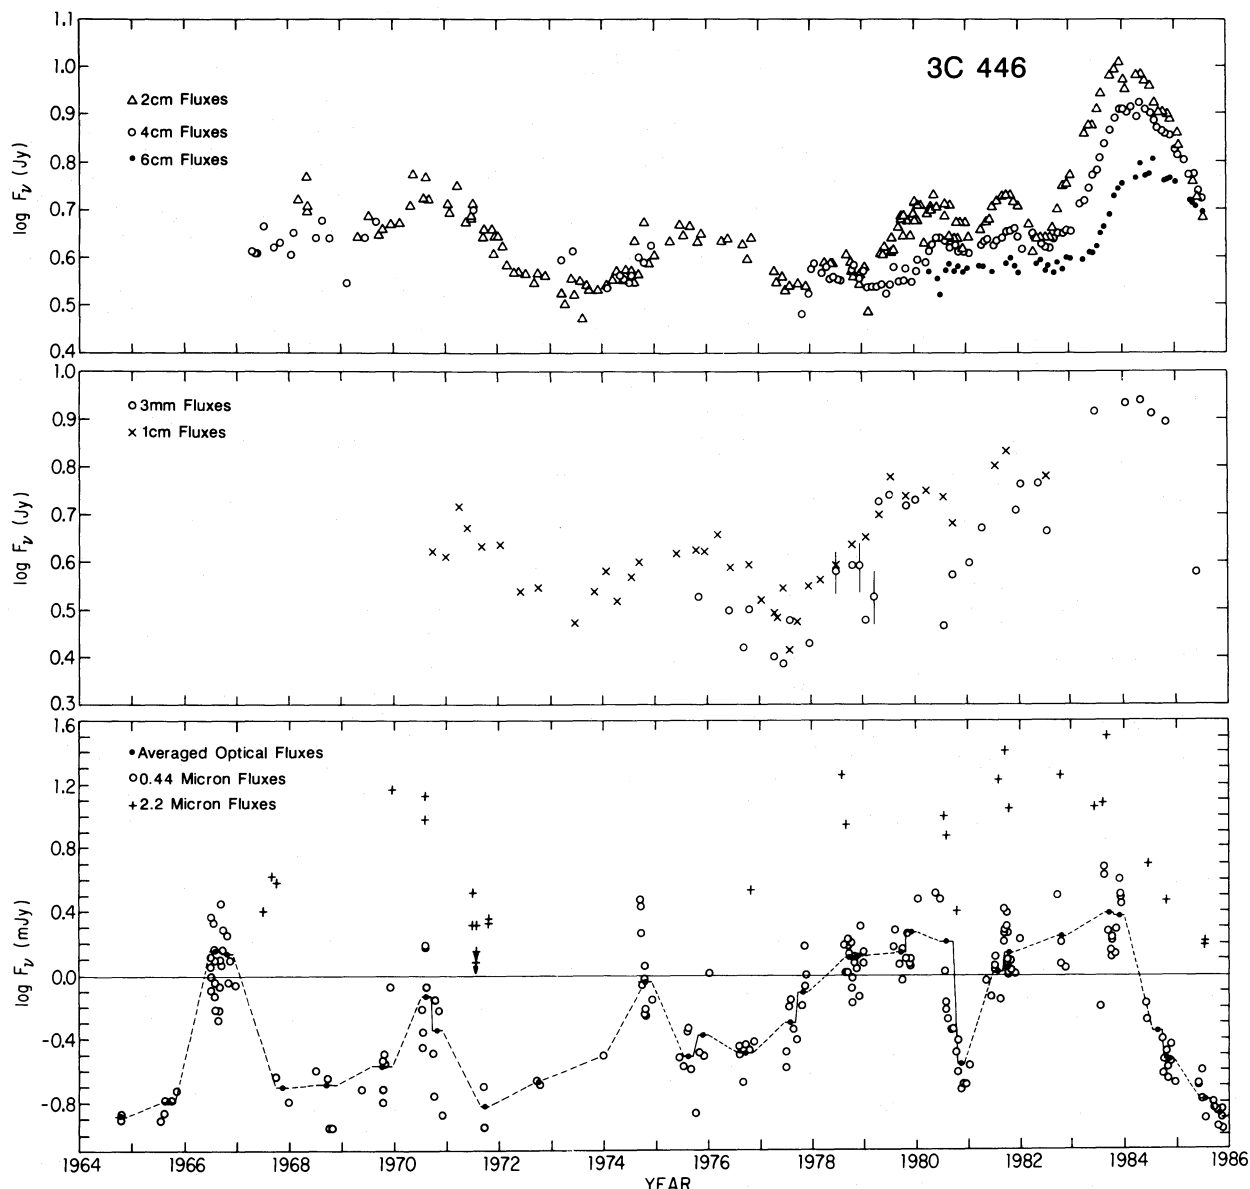 3C 446
1.1
1.0
0.9
0.8
0.7
0.6
0.5
0.4
log Fν (Jy)
△ 2cm Fluxes
○ 4cm Fluxes
• 6cm Fluxes
1.0
0.9
0.8
0.7
0.6
0.5
0.4
0.3
log Fν (Jy)
○ 3mm Fluxes
× 1cm Fluxes
1.6
1.2
0.8
0.4
0.0
-0.4
-0.8
log Fν (mJy)
• Averaged Optical Fluxes
○ 0.44 Micron Fluxes
+ 2.2 Micron Fluxes
1964 1966 1968 1970 1972 1974 1976 1978 1980 1982 1984 1986
YEAR